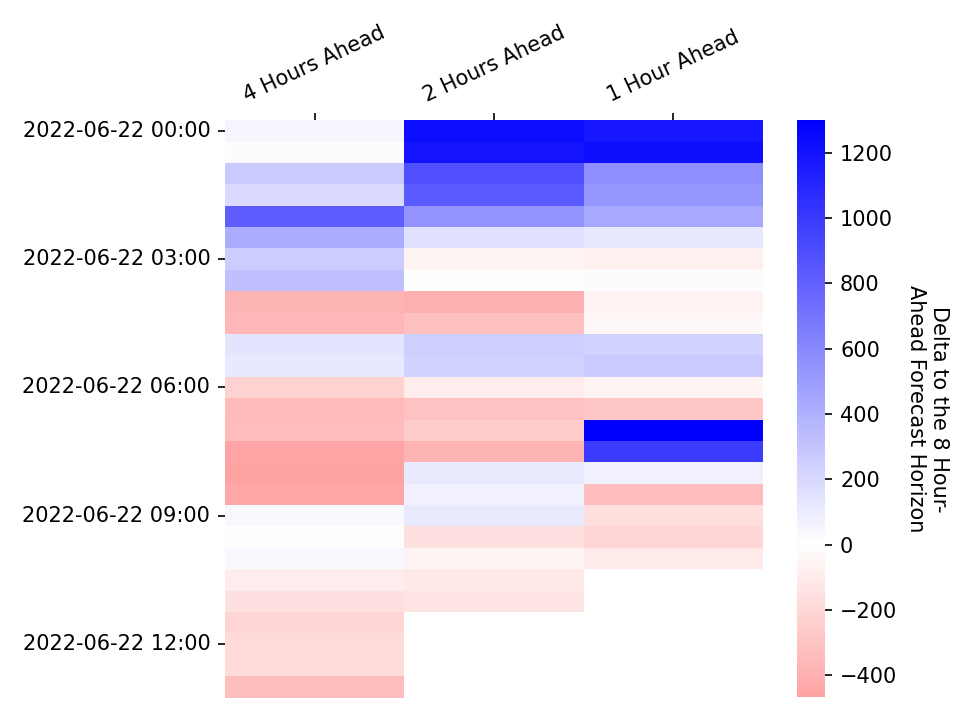 4 Hours Ahead
2 Hours Ahead
1 Hour Ahead
2022-06-22 00:00
2022-06-22 03:00
2022-06-22 06:00
2022-06-22 09:00
2022-06-22 12:00
1200
1000
800
600
400
200
0
−200
−400
Delta to the 8 Hour-
Ahead Forecast Horizon